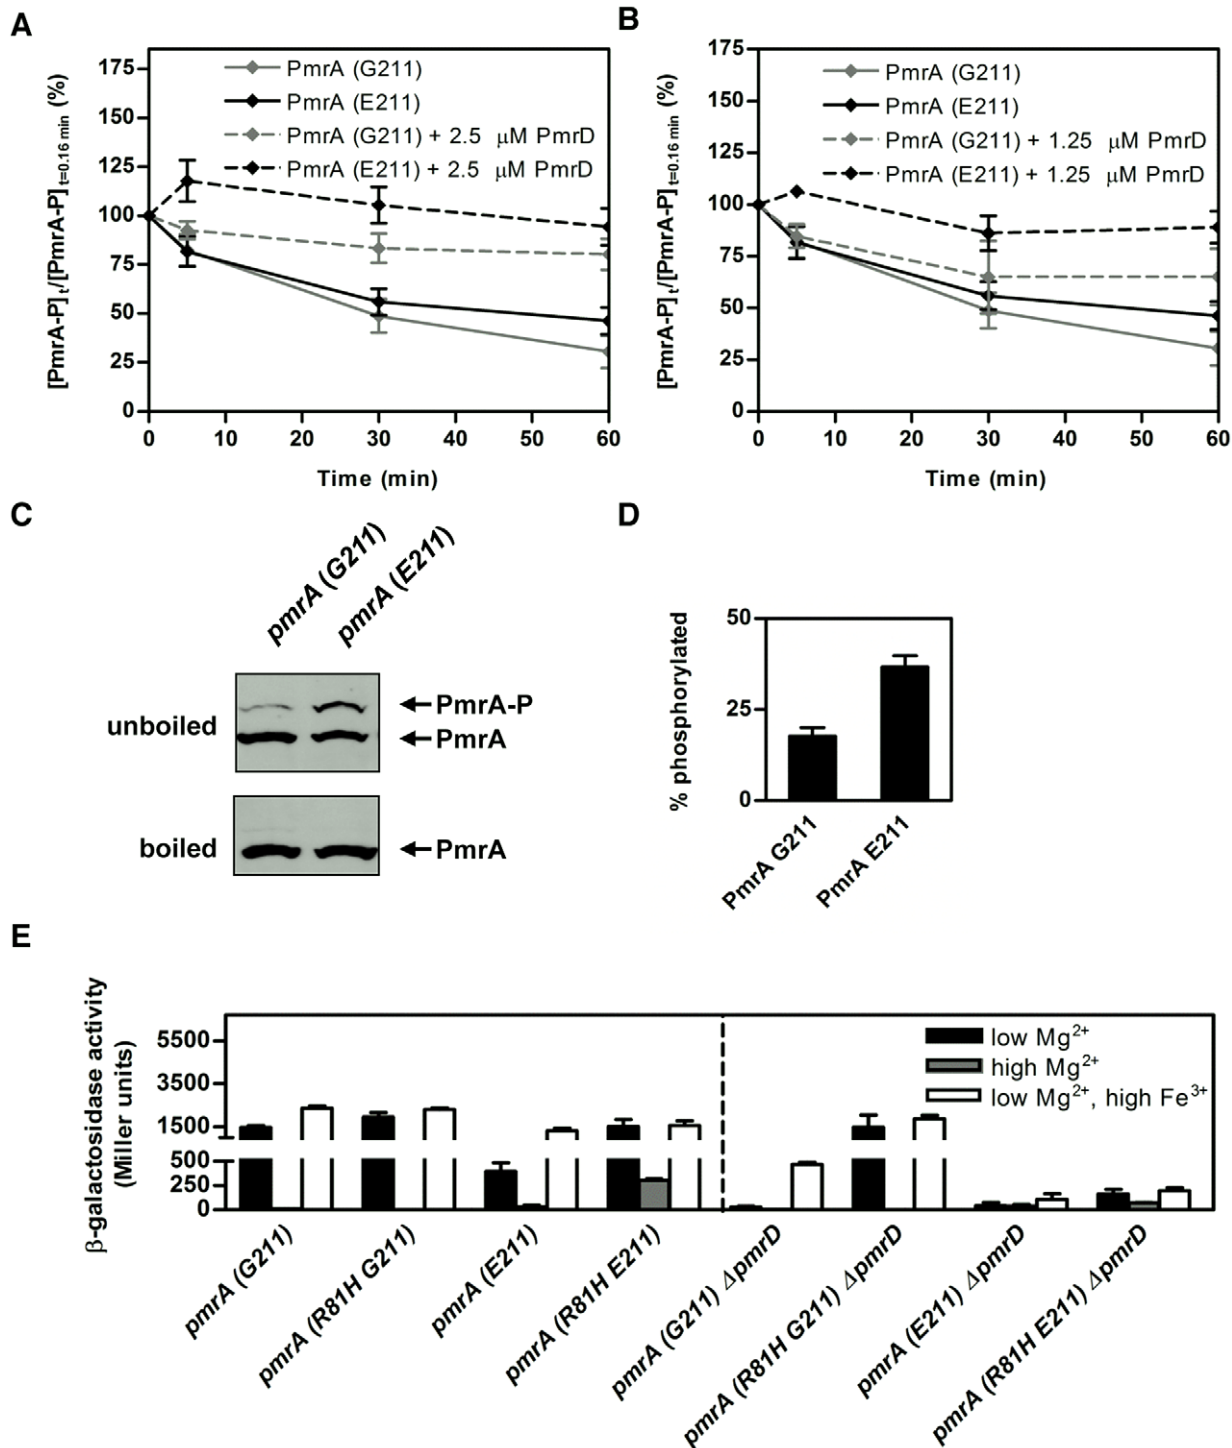 A
[PmrA-P]t/[PmrA-P]t=0.16 min (%)
175
150
125
100
75
50
25
0
PmrA (G211)
PmrA (E211)
PmrA (G211) + 2.5 μM PmrD
PmrA (E211) + 2.5 μM PmrD
0 10 20 30 40 50 60
Time (min)
B
[PmrA-P]t/[PmrA-P]t=0.16 min (%)
175
150
125
100
75
50
25
0
PmrA (G211)
PmrA (E211)
PmrA (G211) + 1.25 μM PmrD
PmrA (E211) + 1.25 μM PmrD
0 10 20 30 40 50 60
Time (min)
C
pmrA (G211)
pmrA (E211)
unboiled
PmrA-P
PmrA
boiled
PmrA
D
% phosphorylated
50
25
0
PmrA G211
PmrA E211
E
β-galactosidase activity
(Miller units)
5500
3500
1500
500
250
0
low Mg2+
high Mg2+
low Mg2+, high Fe3+
pmrA (G211)
pmrA (R81H G211)
pmrA (E211)
pmrA (R81H E211)
pmrA (G211) ΔpmrD
pmrA (R81H G211) ΔpmrD
pmrA (E211) ΔpmrD
pmrA (R81H E211) ΔpmrD